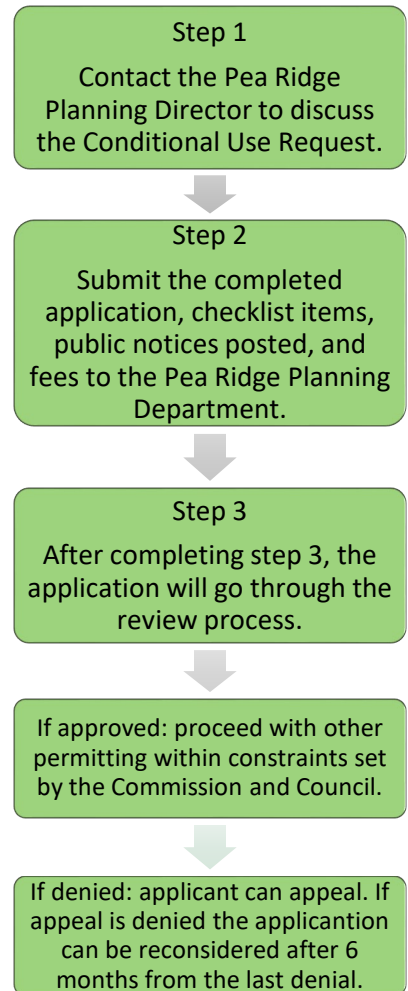 Step 1
Contact the Pea Ridge
Planning Director to discuss
the Conditional Use Request.
Step 2
Submit the completed
application, checklist items,
public notices posted, and
fees to the Pea Ridge Planning
Department.
Step 3
After completing step 3, the
application will go through the
review process.
If approved: proceed with other
permitting within constraints set
by the Commission and Council.
If denied: applicant can appeal. If
appeal is denied the applicantion
can be reconsidered after 6
months from the last denial.